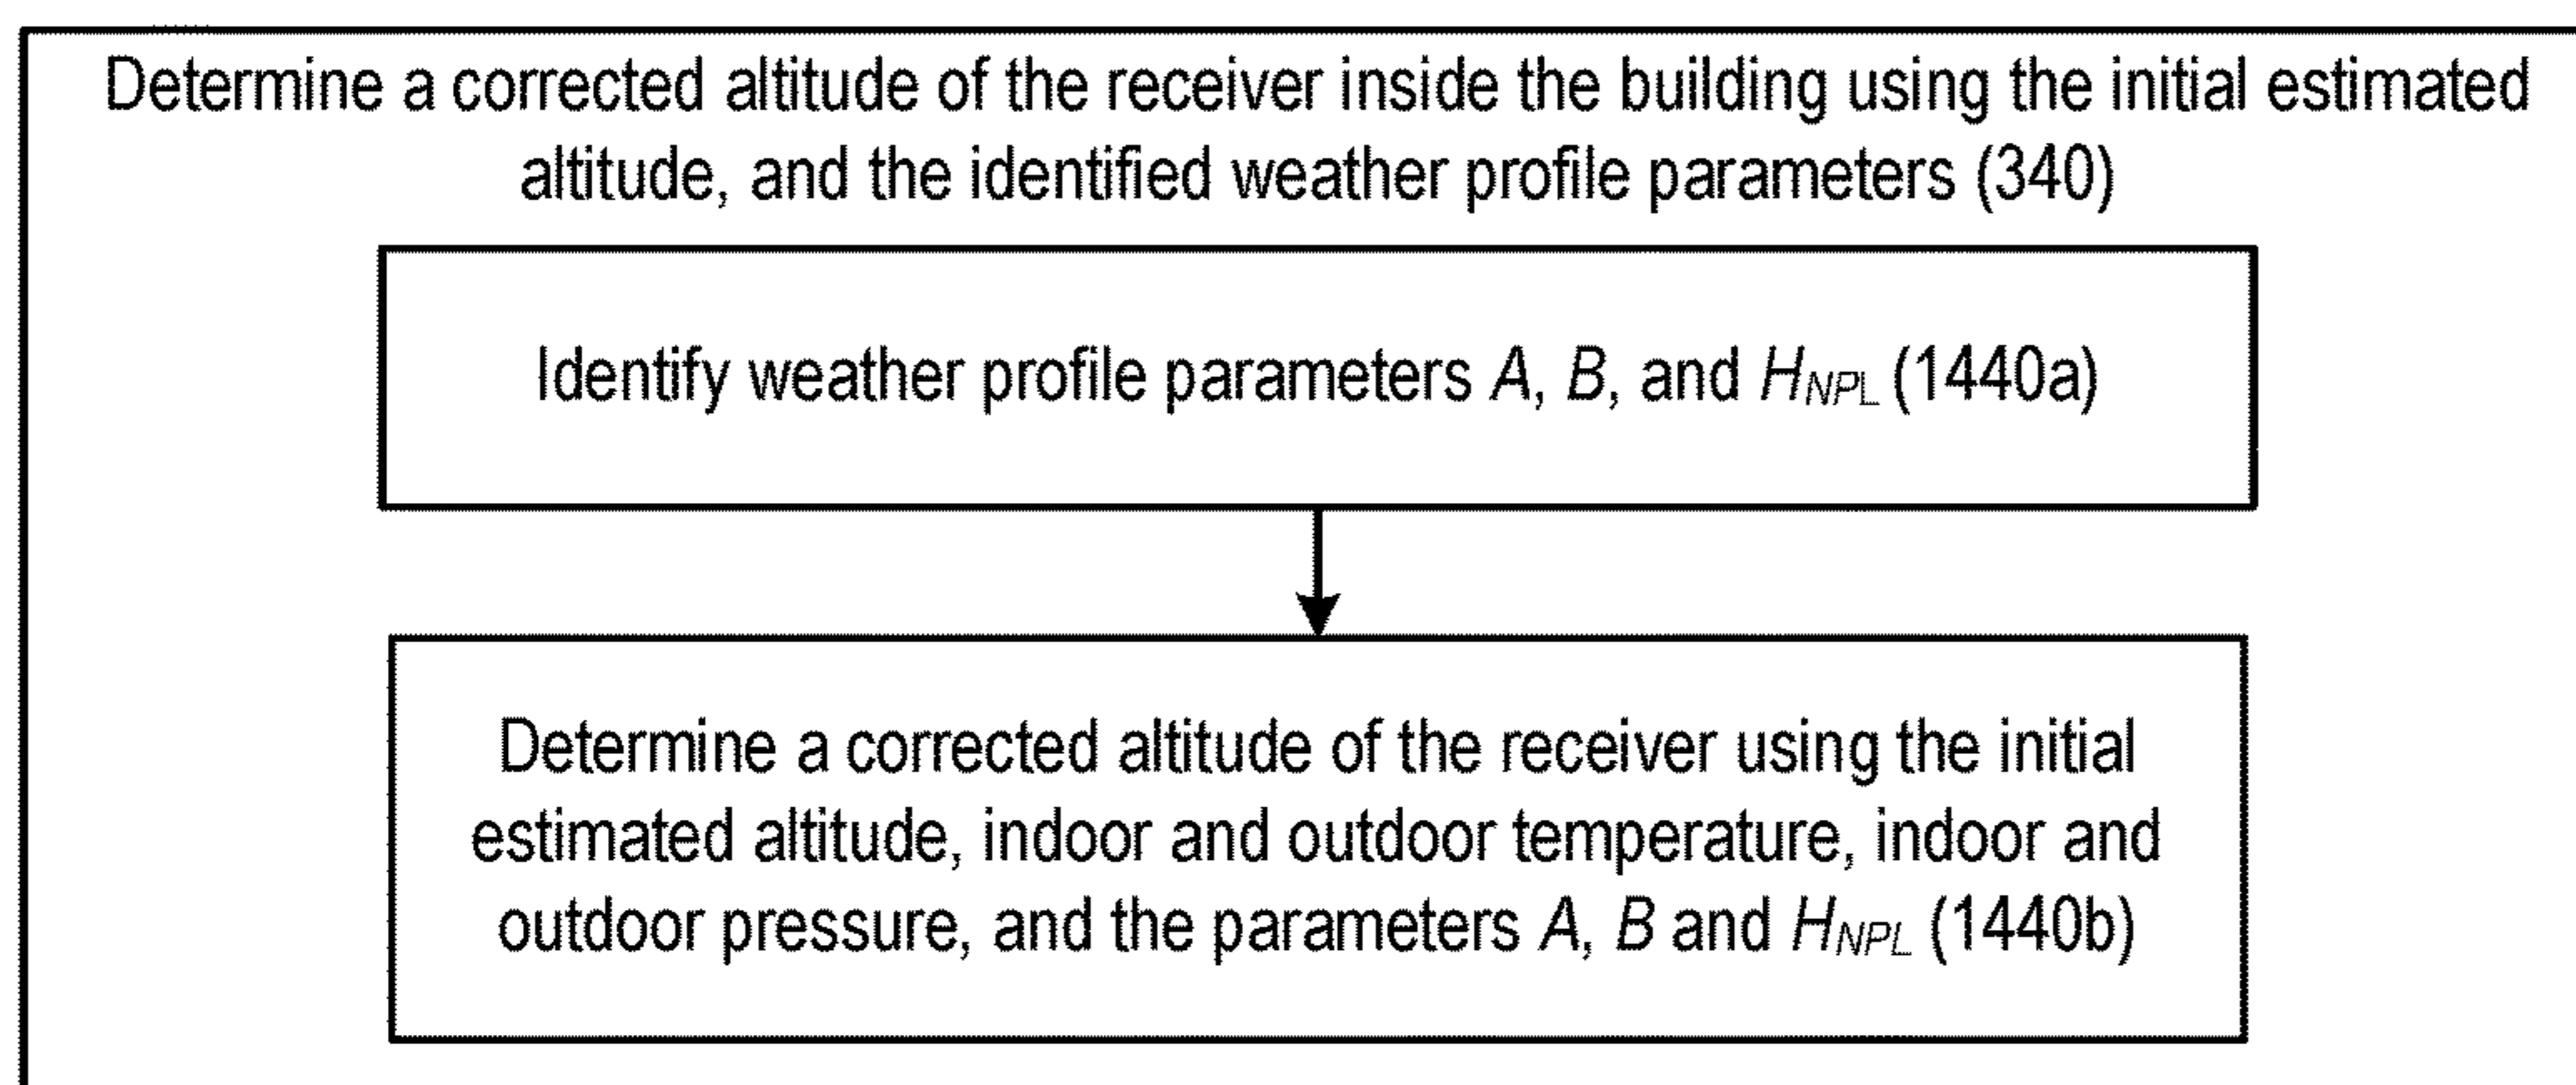 Determine a corrected altitude of the receiver inside the building using the initial estimated
altitude, and the identified weather profile parameters (340)
Identify weather profile parameters A, B, and H_NPL (1440a)
Determine a corrected altitude of the receiver using the initial
estimated altitude, indoor and outdoor temperature, indoor and
outdoor pressure, and the parameters A, B and H_NPL (1440b)